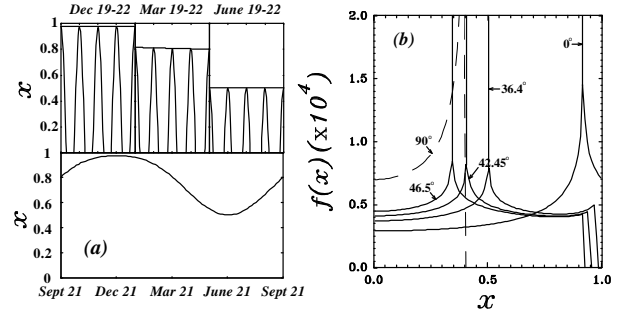 Dec 19-22 Mar 19-22 June 19-22
x
1
0.8
0.6
0.4
0.2
0
x
1
0.8
0.6
0.4
0.2
0
(a)
Sept 21 Dec 21 Mar 21 June 21 Sept 21
f(x)(x10⁴)
2.0
1.5
1.0
0.5
0.0
(b)
0°
36.4°
90°
42.45°
46.5°
0.0 0.5 1.0
x